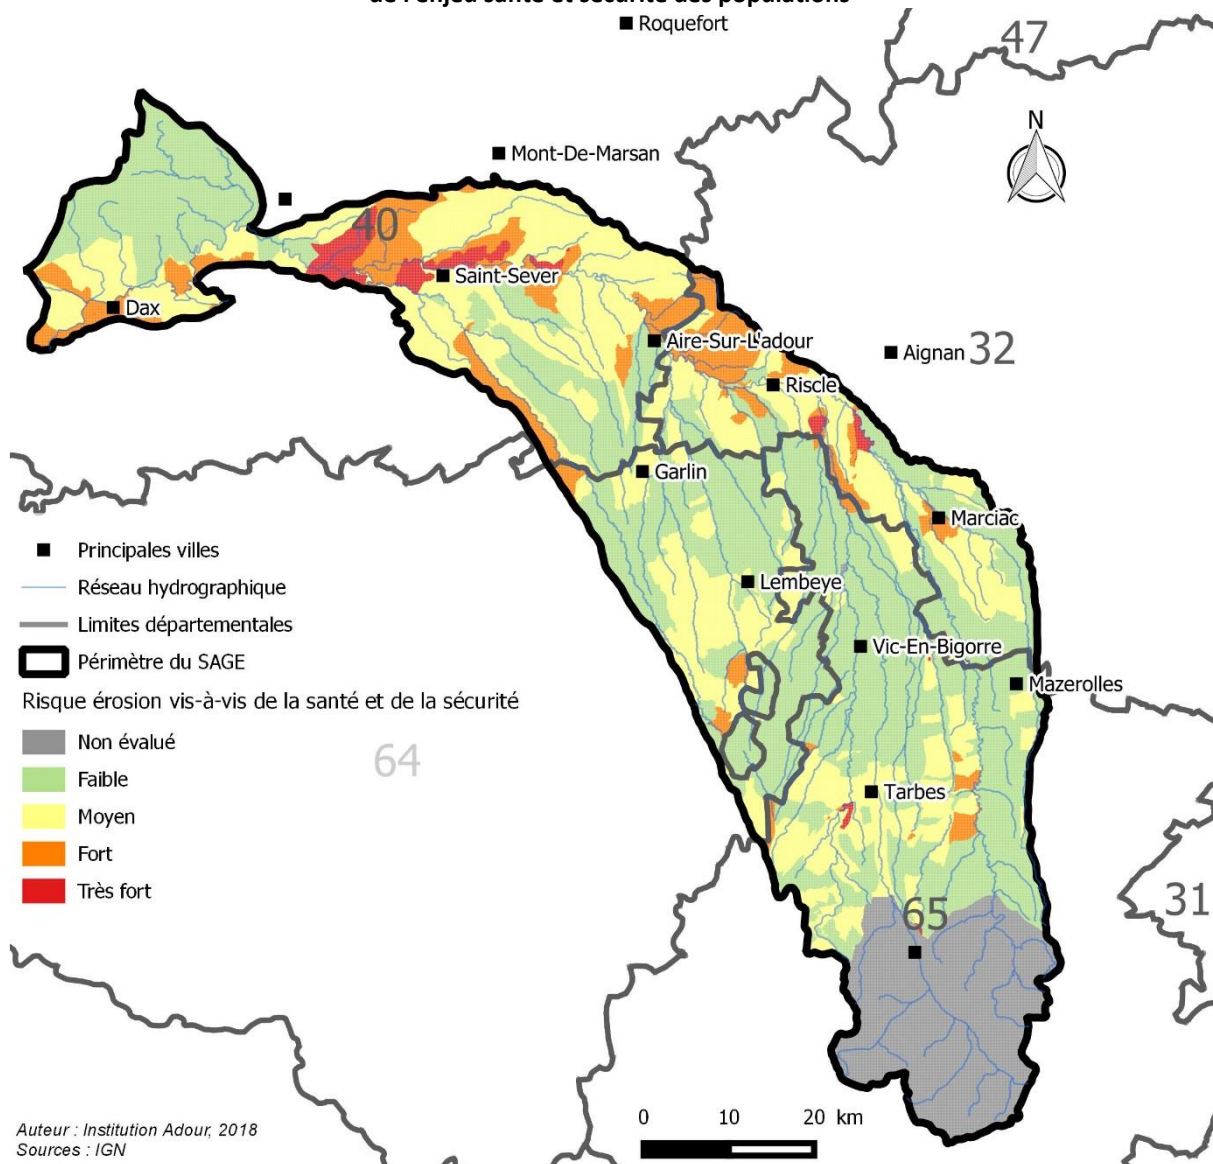 de l'enjeu santé et sécurité des populations
Roquefort
47
N
Mont-De-Marsan
40
Saint-Sever
Dax
Aire-Sur-L'adour
Aignan
32
Riscle
Garlin
Marciac
Principales villes
Réseau hydrographique
Limites départementales
Périmètre du SAGE
Risque érosion vis-à-vis de la santé et de la sécurité
Non évalué
Faible
Moyen
Fort
Très fort
Lembeye
Vic-En-Bigorre
Mazerolles
64
Tarbes
65
31
0 10 20 km
Auteur : Institution Adour, 2018
Sources : IGN